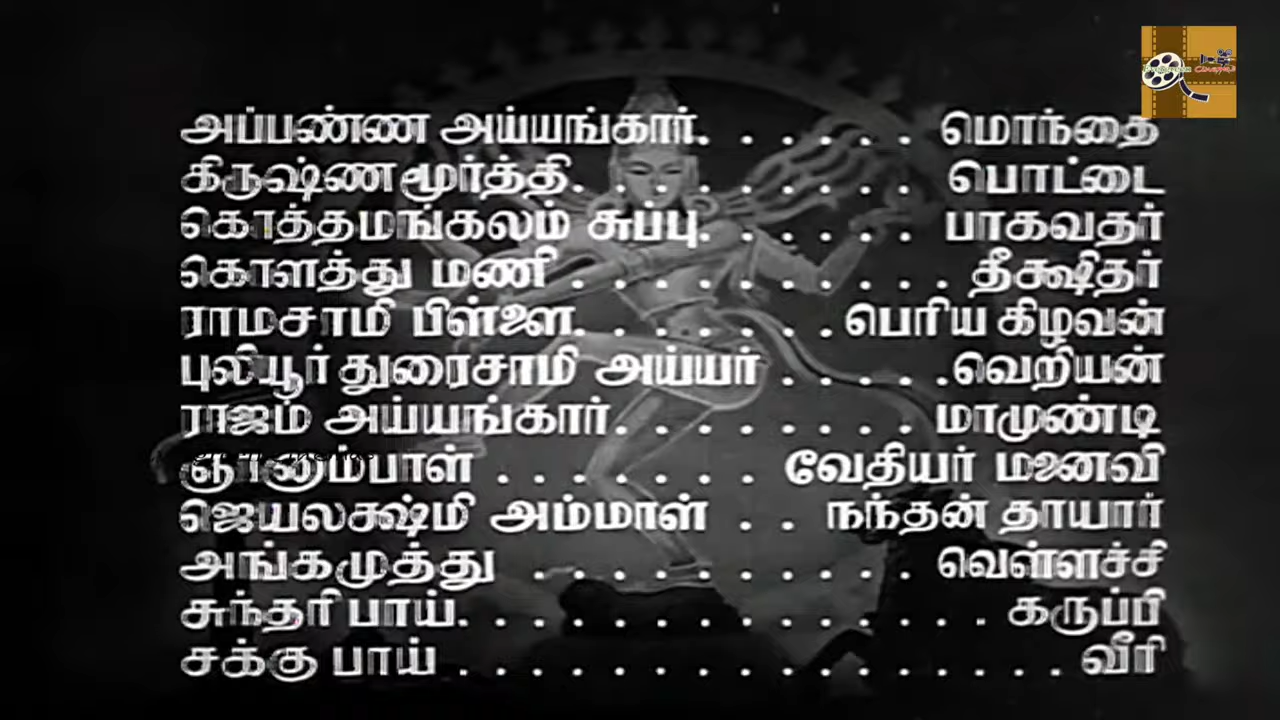 அப்பண்ண அய்யங்கார். . . . . . மொந்தை
கிருஷ்ணமூர்த்தி. . . . . . . . . பொட்டை
கொத்தமங்கலம் சுப்பு. . . . . . பாகவதர்
கொளத்து மணி . . . . . . . . . . தீக்ஷிதர்
ராமசாமி பிள்ளை. . . . . . . பெரிய கிழவன்
புலியூர் துரைசாமி அய்யர் . . . . . வெறியன்
ராஜம் அய்யங்கார். . . . . . . . மாமுண்டி
ஞானம்பாள் . . . . . . . வேதியர் மனைவி
ஜெயலக்ஷ்மி அம்மாள் . . நந்தன் தாயார்
அங்கமுத்து . . . . . . . . . . வெள்ளச்சி
சுந்தரி பாய். . . . . . . . . . . . . . . கருப்பி
சக்கு பாய் . . . . . . . . . . . . . . . . வீரி